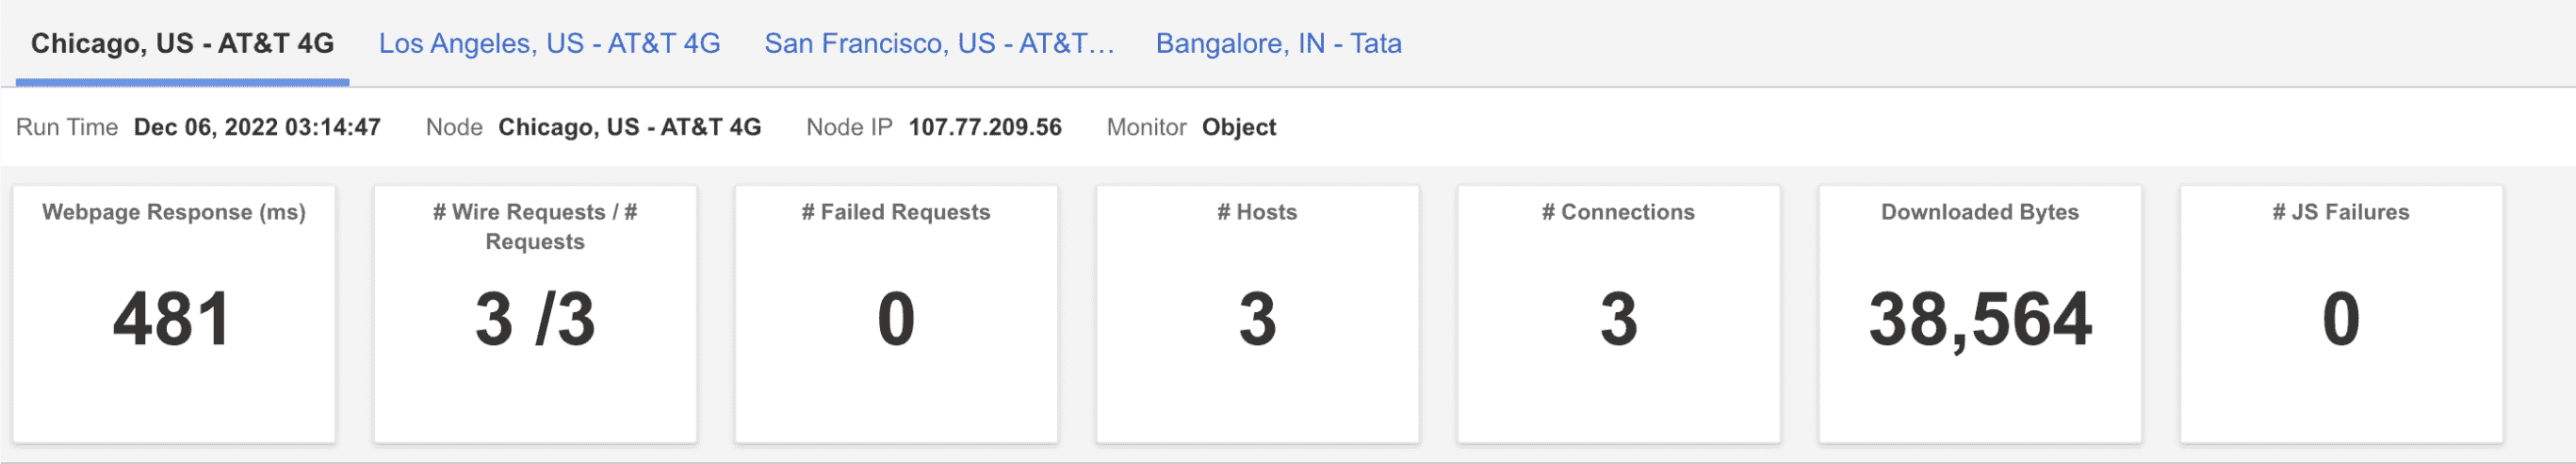 Chicago, US - AT&T 4G Los Angeles, US - AT&T 4G San Francisco, US - AT&T... Bangalore, IN - Tata
Run Time Dec 06, 2022 03:14:47 Node Chicago, US - AT&T 4G Node IP 107.77.209.56 Monitor Object
Webpage Response (ms)
481
# Wire Requests / #
Requests
3 /3
# Failed Requests
0
# Hosts
3
# Connections
3
Downloaded Bytes
38,564
# JS Failures
0